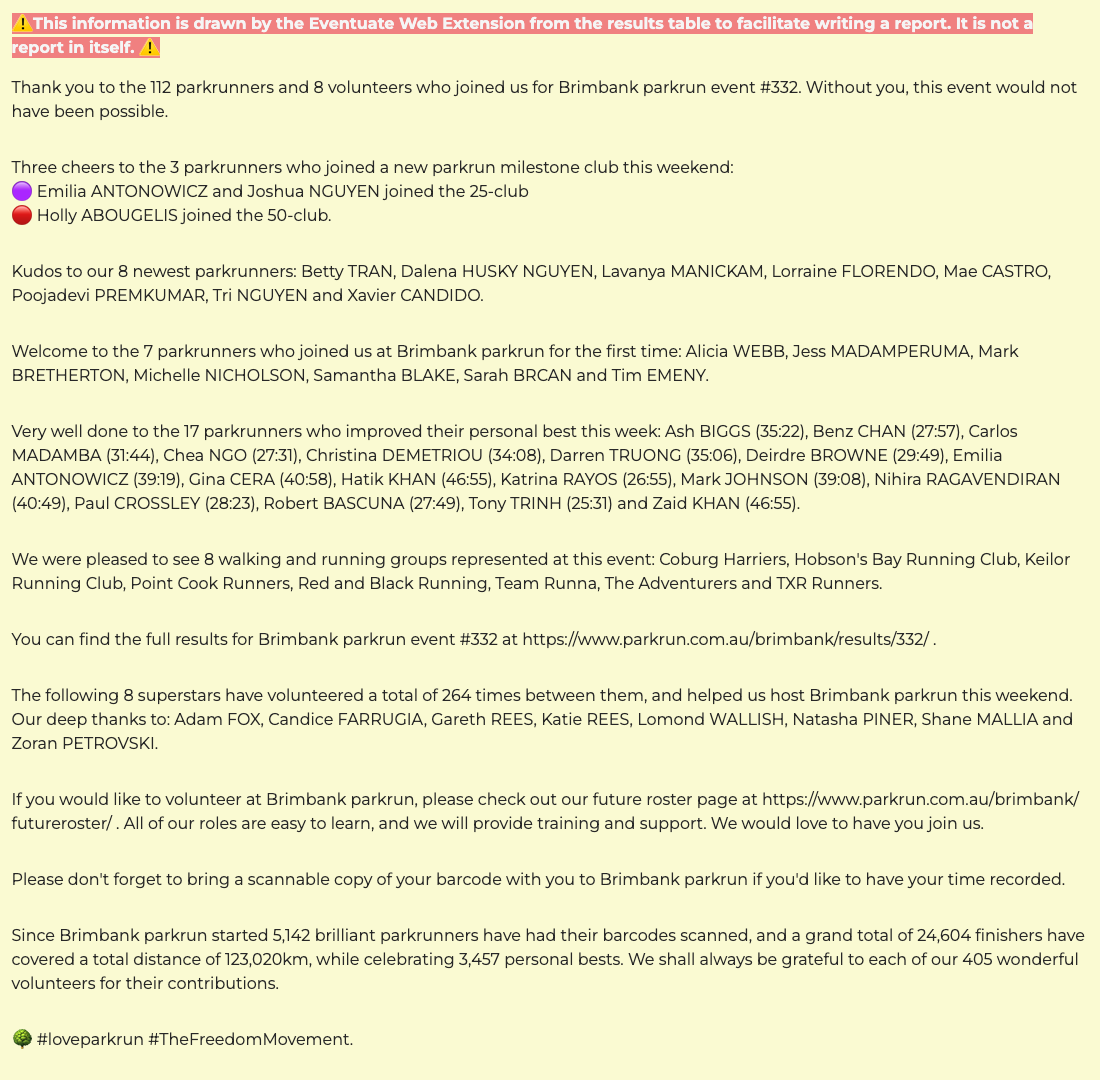 ⚠️This information is drawn by the Eventuate Web Extension from the results table to facilitate writing a report. It is not a
report in itself. ⚠️
Thank you to the 112 parkrunners and 8 volunteers who joined us for Brimbank parkrun event #332. Without you, this event would not
have been possible.
Three cheers to the 3 parkrunners who joined a new parkrun milestone club this weekend:
🟣 Emilia ANTONOWICZ and Joshua NGUYEN joined the 25-club
🔴 Holly ABOUGELIS joined the 50-club.
Kudos to our 8 newest parkrunners: Betty TRAN, Dalena HUSKY NGUYEN, Lavanya MANICKAM, Lorraine FLORENDO, Mae CASTRO,
Poojadevi PREMKUMAR, Tri NGUYEN and Xavier CANDIDO.
Welcome to the 7 parkrunners who joined us at Brimbank parkrun for the first time: Alicia WEBB, Jess MADAMPERUMA, Mark
BRETHERTON, Michelle NICHOLSON, Samantha BLAKE, Sarah BRCAN and Tim EMENY.
Very well done to the 17 parkrunners who improved their personal best this week: Ash BIGGS (35:22), Benz CHAN (27:57), Carlos
MADAMBA (31:44), Chea NGO (27:31), Christina DEMETRIOU (34:08), Darren TRUONG (35:06), Deirdre BROWNE (29:49), Emilia
ANTONOWICZ (39:19), Gina CERA (40:58), Hatik KHAN (46:55), Katrina RAYOS (26:55), Mark JOHNSON (39:08), Nihira RAGAVENDIRAN
(40:49), Paul CROSSLEY (28:23), Robert BASCUNA (27:49), Tony TRINH (25:31) and Zaid KHAN (46:55).
We were pleased to see 8 walking and running groups represented at this event: Coburg Harriers, Hobson's Bay Running Club, Keilor
Running Club, Point Cook Runners, Red and Black Running, Team Runna, The Adventurers and TXR Runners.
You can find the full results for Brimbank parkrun event #332 at https://www.parkrun.com.au/brimbank/results/332/ .
The following 8 superstars have volunteered a total of 264 times between them, and helped us host Brimbank parkrun this weekend.
Our deep thanks to: Adam FOX, Candice FARRUGIA, Gareth REES, Katie REES, Lomond WALLISH, Natasha PINER, Shane MALLIA and
Zoran PETROVSKI.
If you would like to volunteer at Brimbank parkrun, please check out our future roster page at https://www.parkrun.com.au/brimbank/
futureroster/ . All of our roles are easy to learn, and we will provide training and support. We would love to have you join us.
Please don't forget to bring a scannable copy of your barcode with you to Brimbank parkrun if you'd like to have your time recorded.
Since Brimbank parkrun started 5,142 brilliant parkrunners have had their barcodes scanned, and a grand total of 24,604 finishers have
covered a total distance of 123,020km, while celebrating 3,457 personal bests. We shall always be grateful to each of our 405 wonderful
volunteers for their contributions.
🌳 #loveparkrun #TheFreedomMovement.